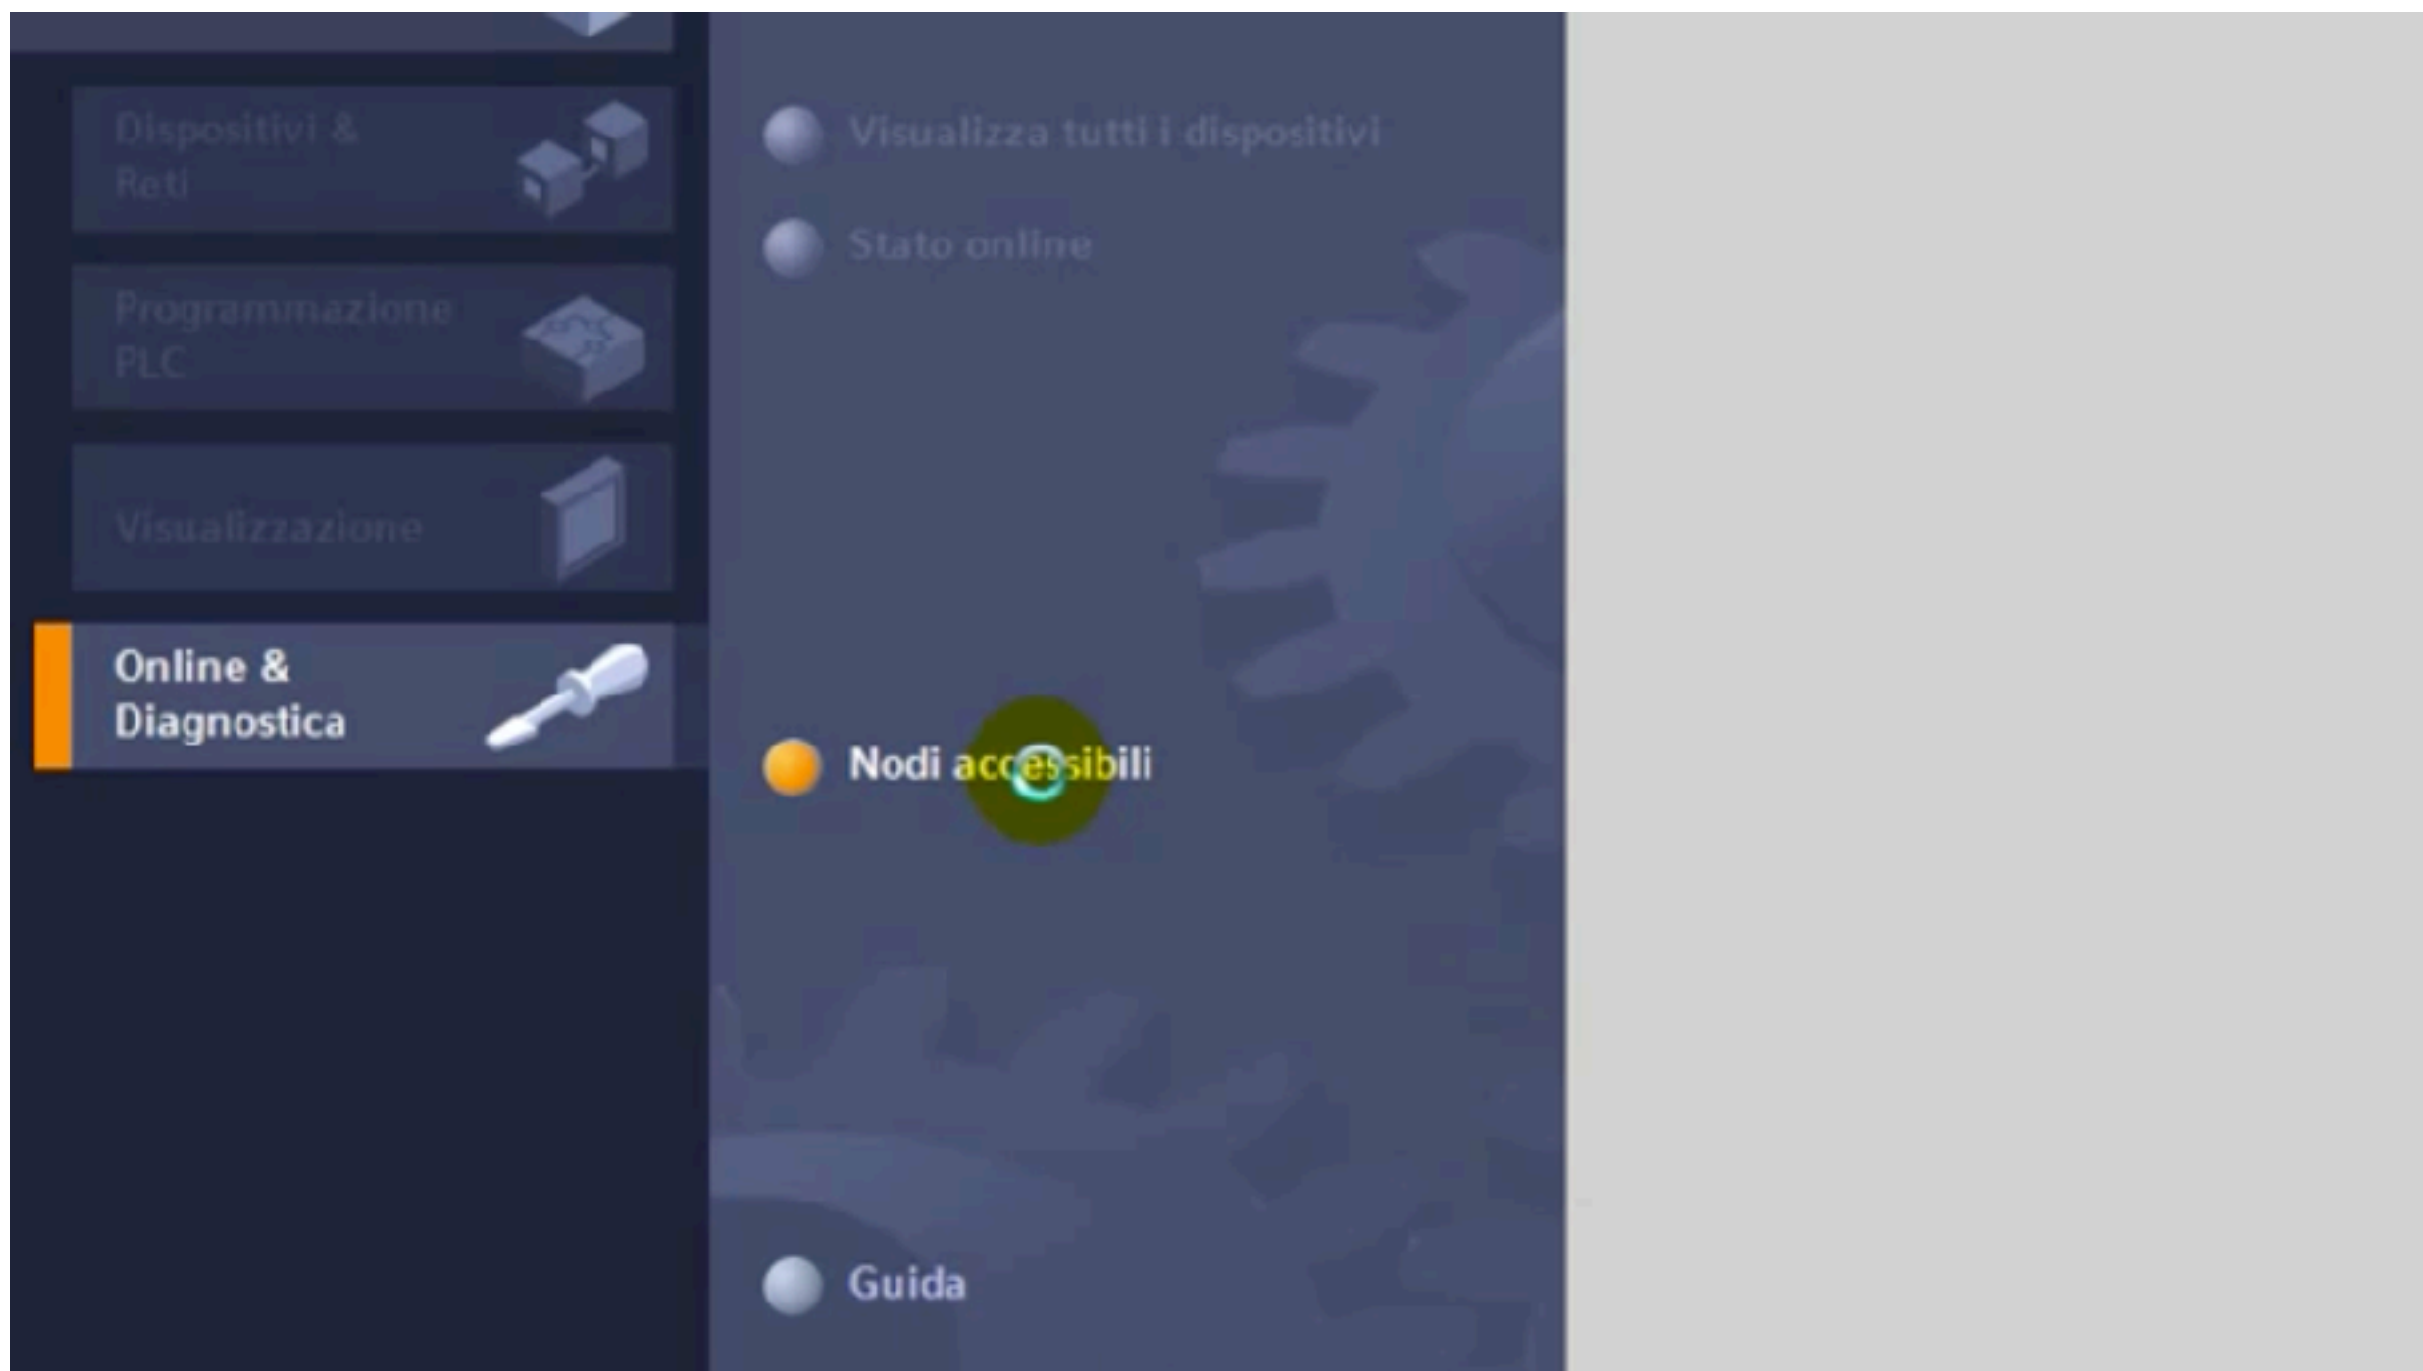 Dispositivi &
Reti
Programmazione
PLC
Visualizzazione
Online &
Diagnostica
Visualizza tutti i dispositivi
Stato online
Nodi accessibili
Guida